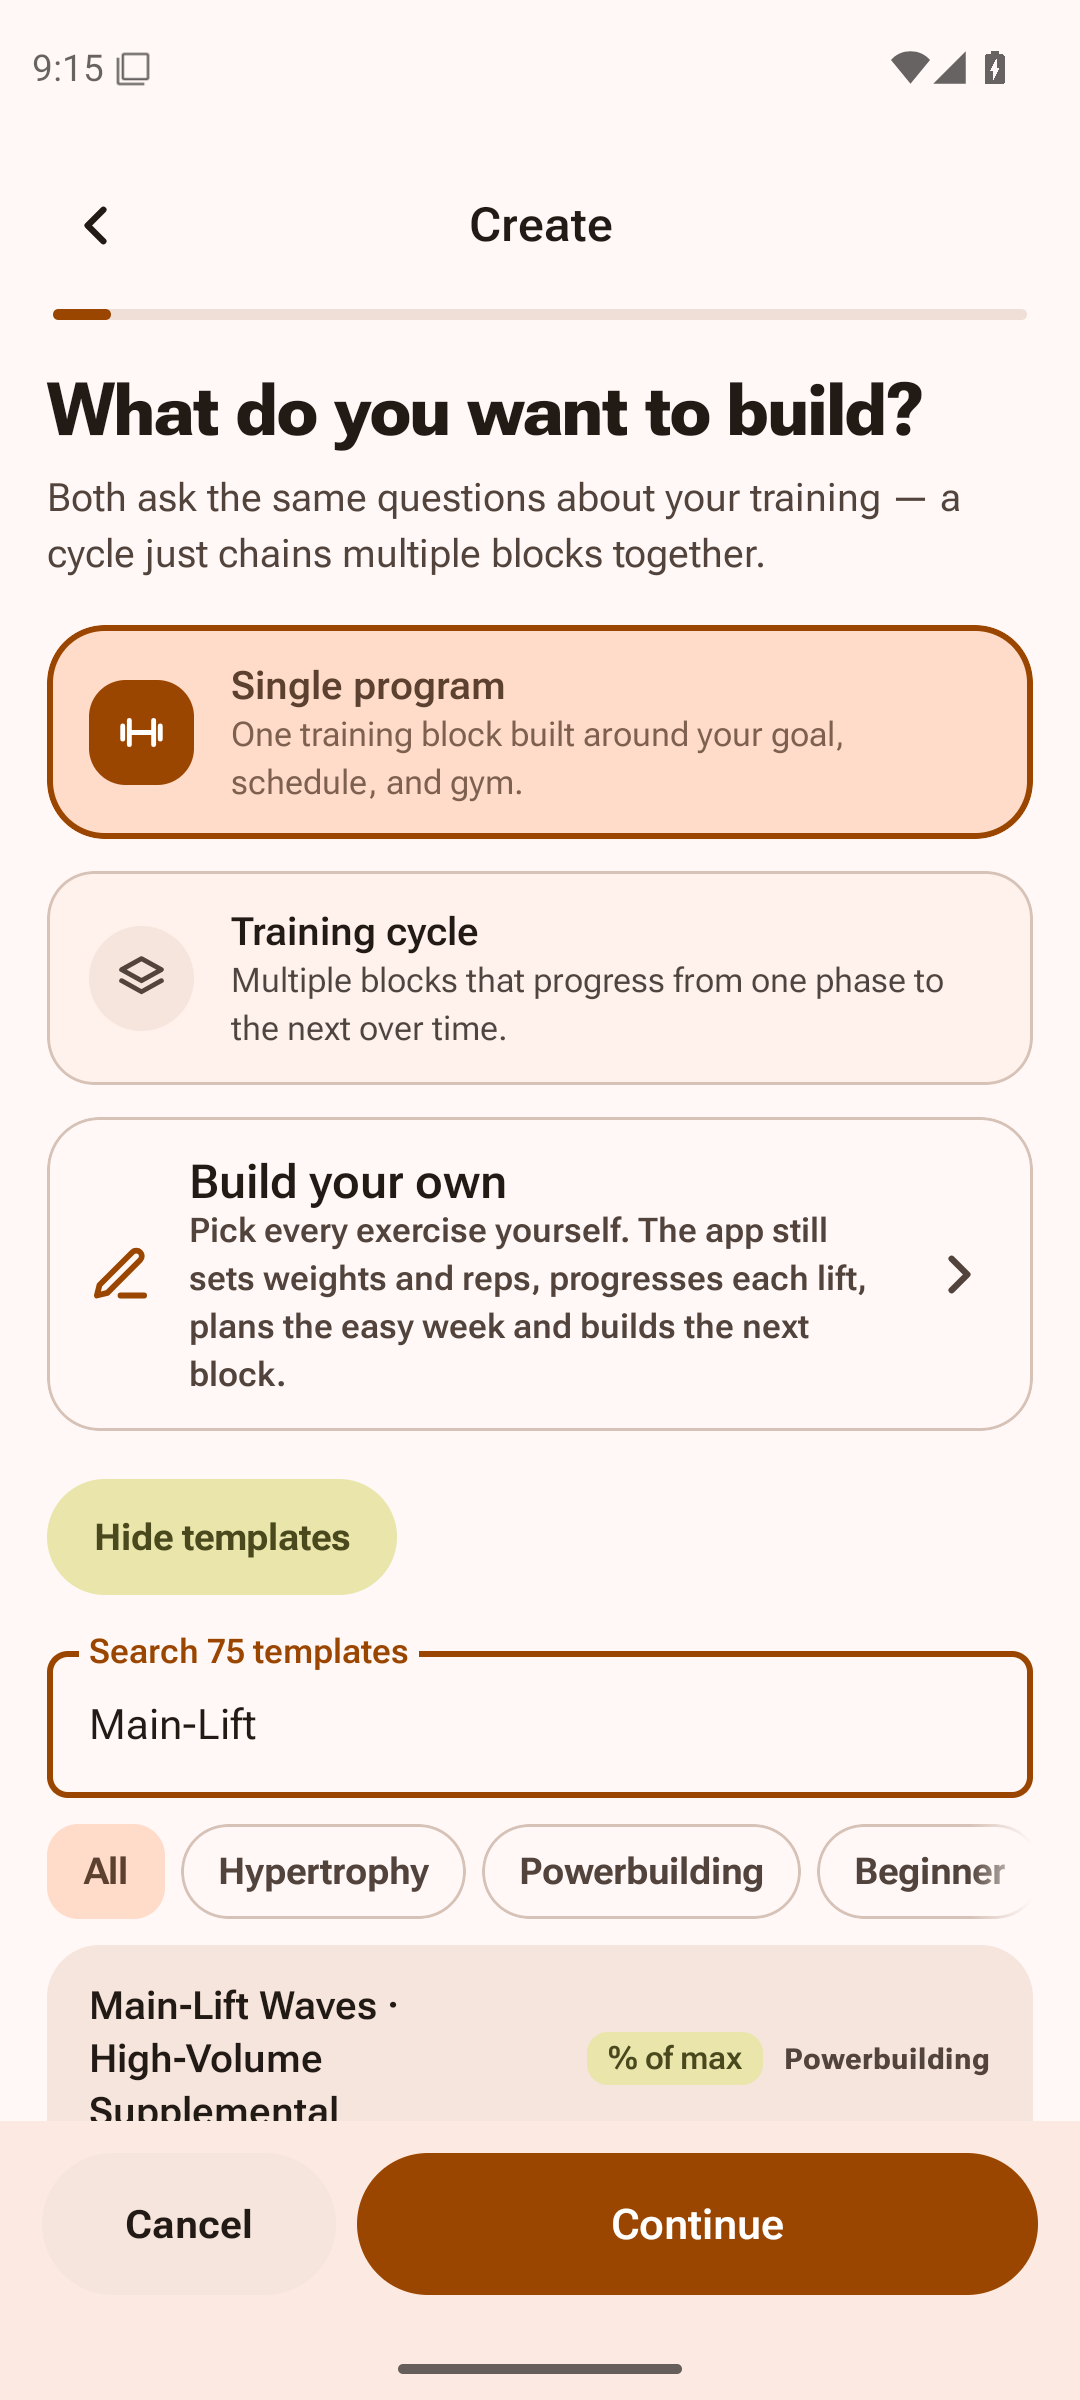 9:15
Create
What do you want to build?
Both ask the same questions about your training — a
cycle just chains multiple blocks together.
Single program
One training block built around your goal,
schedule, and gym.
Training cycle
Multiple blocks that progress from one phase to
the next over time.
Build your own
Pick every exercise yourself. The app still
sets weights and reps, progresses each lift,
plans the easy week and builds the next
block.
Hide templates
Search 75 templates
Main-Lift
All
Hypertrophy
Powerbuilding
Beginner
Main-Lift Waves ·
High-Volume
Supplemental
% of max
Powerbuilding
Cancel
Continue